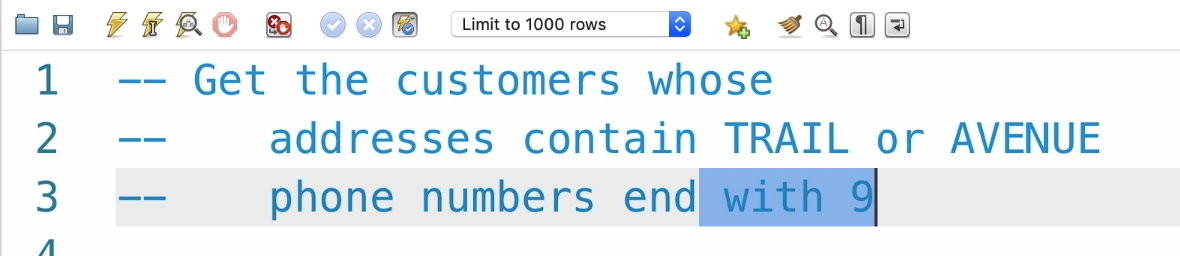 Limit to 1000 rows
1 -- Get the customers whose
2 -- addresses contain TRAIL or AVENUE
3 -- phone numbers end with 9
4